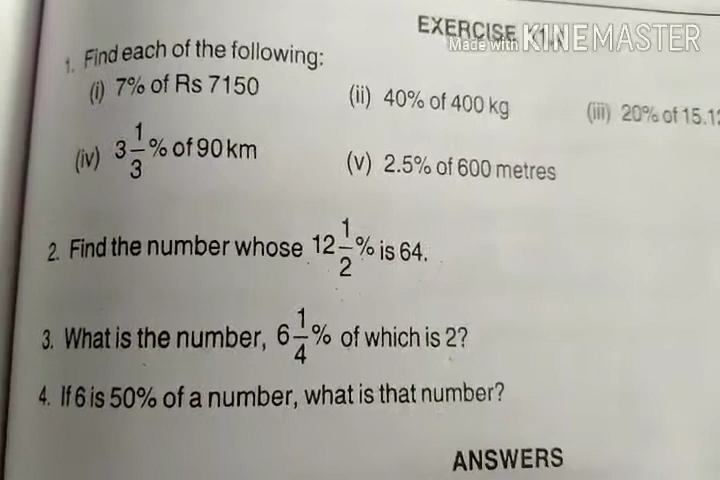 EXERCISE
Made with KINEMASTER
1. Find each of the following:
(i) 7% of Rs 7150
(ii) 40% of 400 kg
(iii) 20% of
(iv) 3 1/3 % of 90 km
(v) 2.5% of 600 metres
2. Find the number whose 12 1/2 % is 64.
3. What is the number, 6 1/4 % of which is 2?
4. If 6 is 50% of a number, what is that number?
ANSWERS